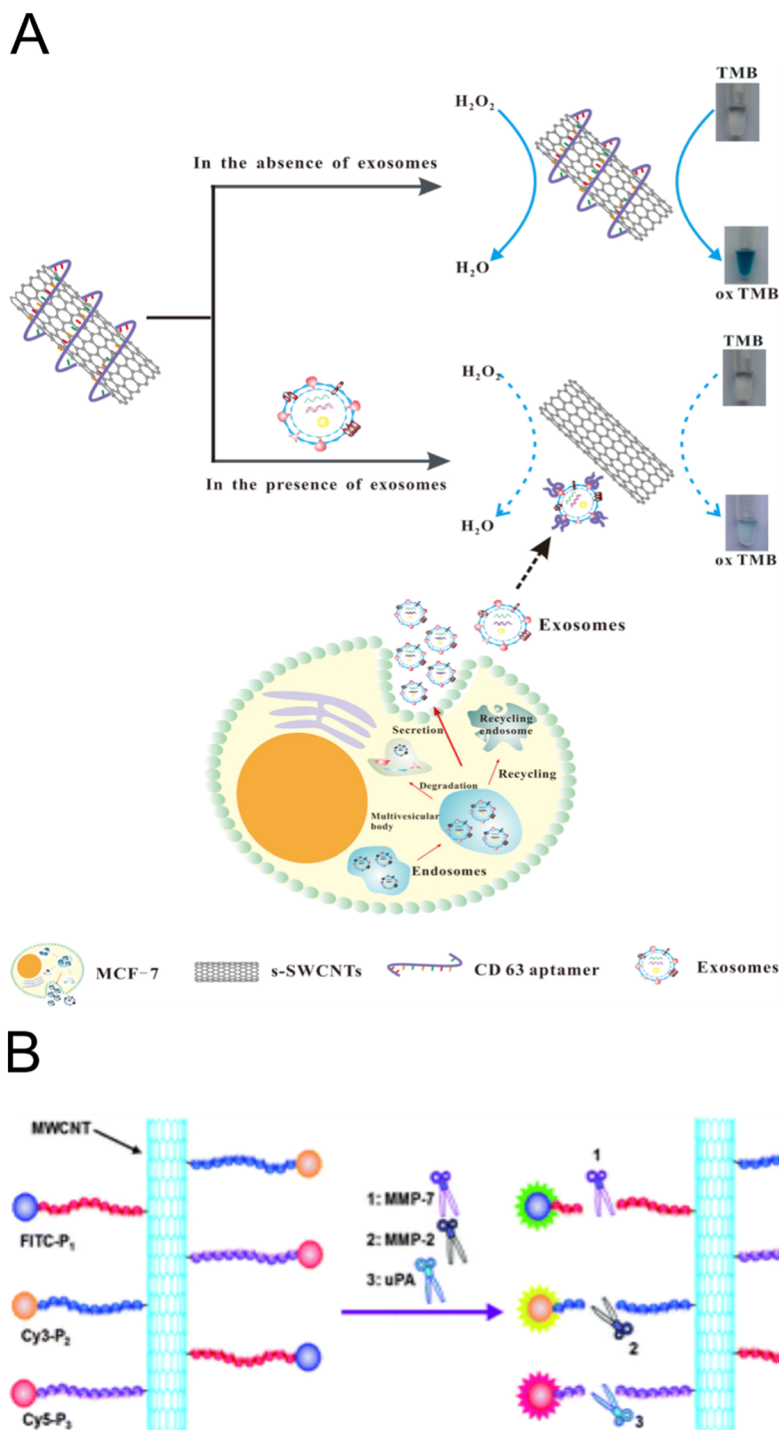 A
TMB
H₂O₂
In the absence of exosomes
H₂O
ox TMB
TMB
H₂O₂
In the presence of exosomes
H₂O
ox TMB
Exosomes
Secretion
Recycling
endosome
Recycling
Degradation
Multivesicular
body
Endosomes
MCF-7
s-SWCNTs
CD 63 aptamer
Exosomes
B
MWCNT
1
1: MMP-7
FITC-P₁
2: MMP-2
3: uPA
Cy3-P₂
2
Cy5-P₃
3